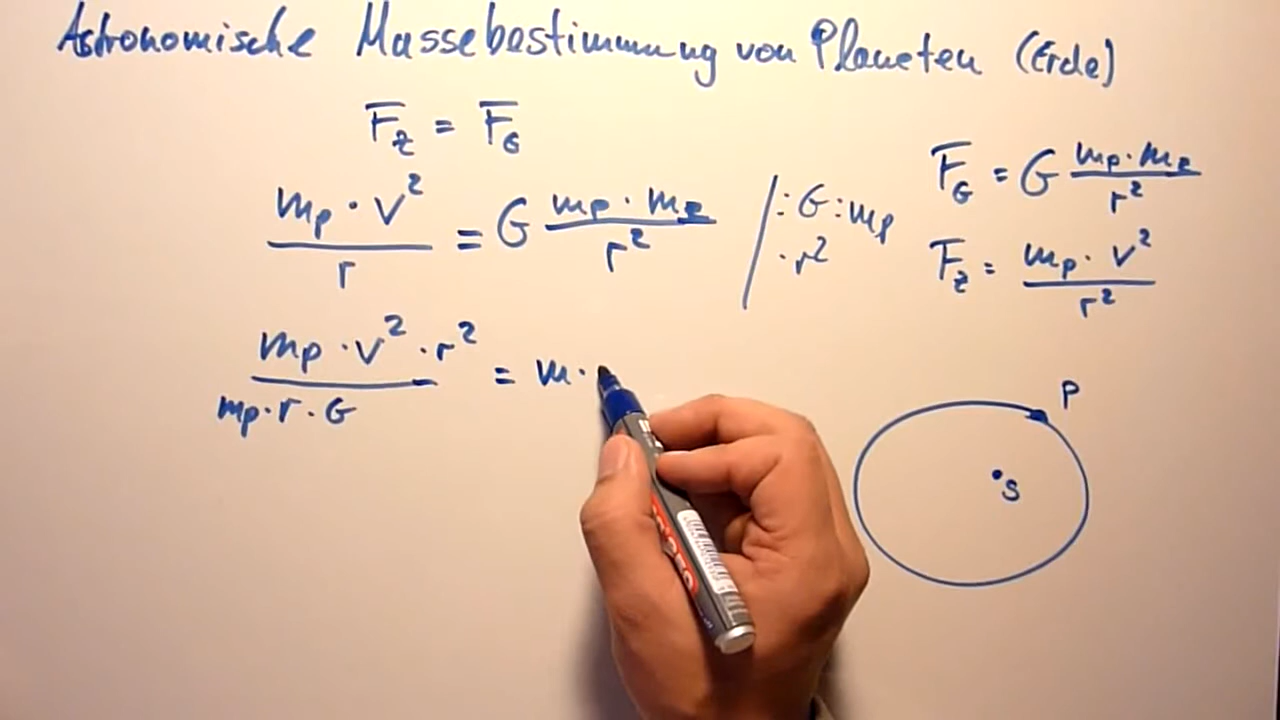 Astronomische Massebestimmung von Planeten (Erde)
F_z = F_G
m_P · v² / r = G m_P · m_E / r² | : G : m_P · r²
m_P · v² · r² / m_P · r · G = m ·
F_G = G m_P · m_E / r²
F_z = m_P · v² / r²
P
S